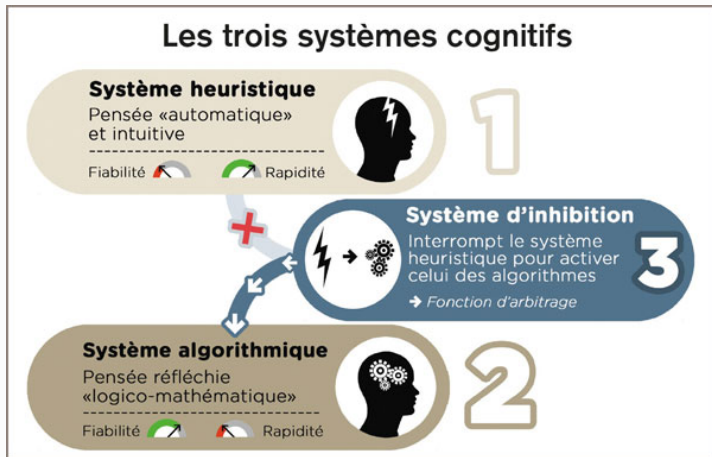 Les trois systèmes cognitifs
Système heuristique
Pensée «automatique»
et intuitive
Fiabilité Rapidité
1
Système d'inhibition
Interrompt le système
heuristique pour activer
celui des algorithmes
→ Fonction d'arbitrage
3
Système algorithmique
Pensée réfléchie
«logico-mathématique»
Fiabilité Rapidité
2